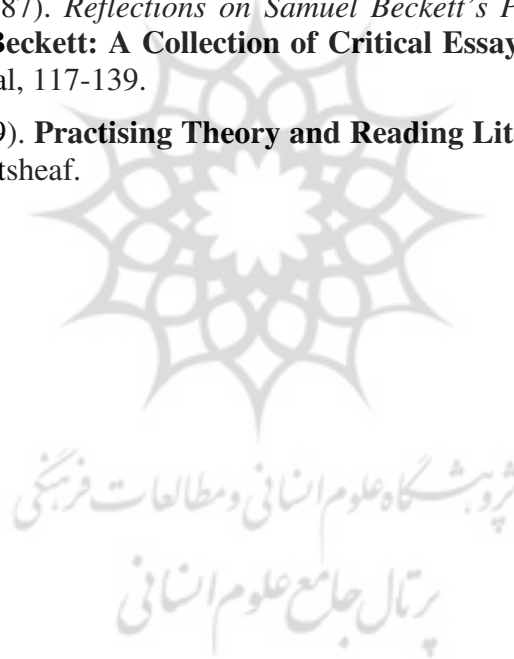 87). Reflections on Samuel Beckett's P
Beckett: A Collection of Critical Essay
al, 117-139.
9). Practising Theory and Reading Lit
tsheaf.
پژوهشگاه علوم انسانی و مطالعات فرهنگی
پرتال جامع علوم انسانی